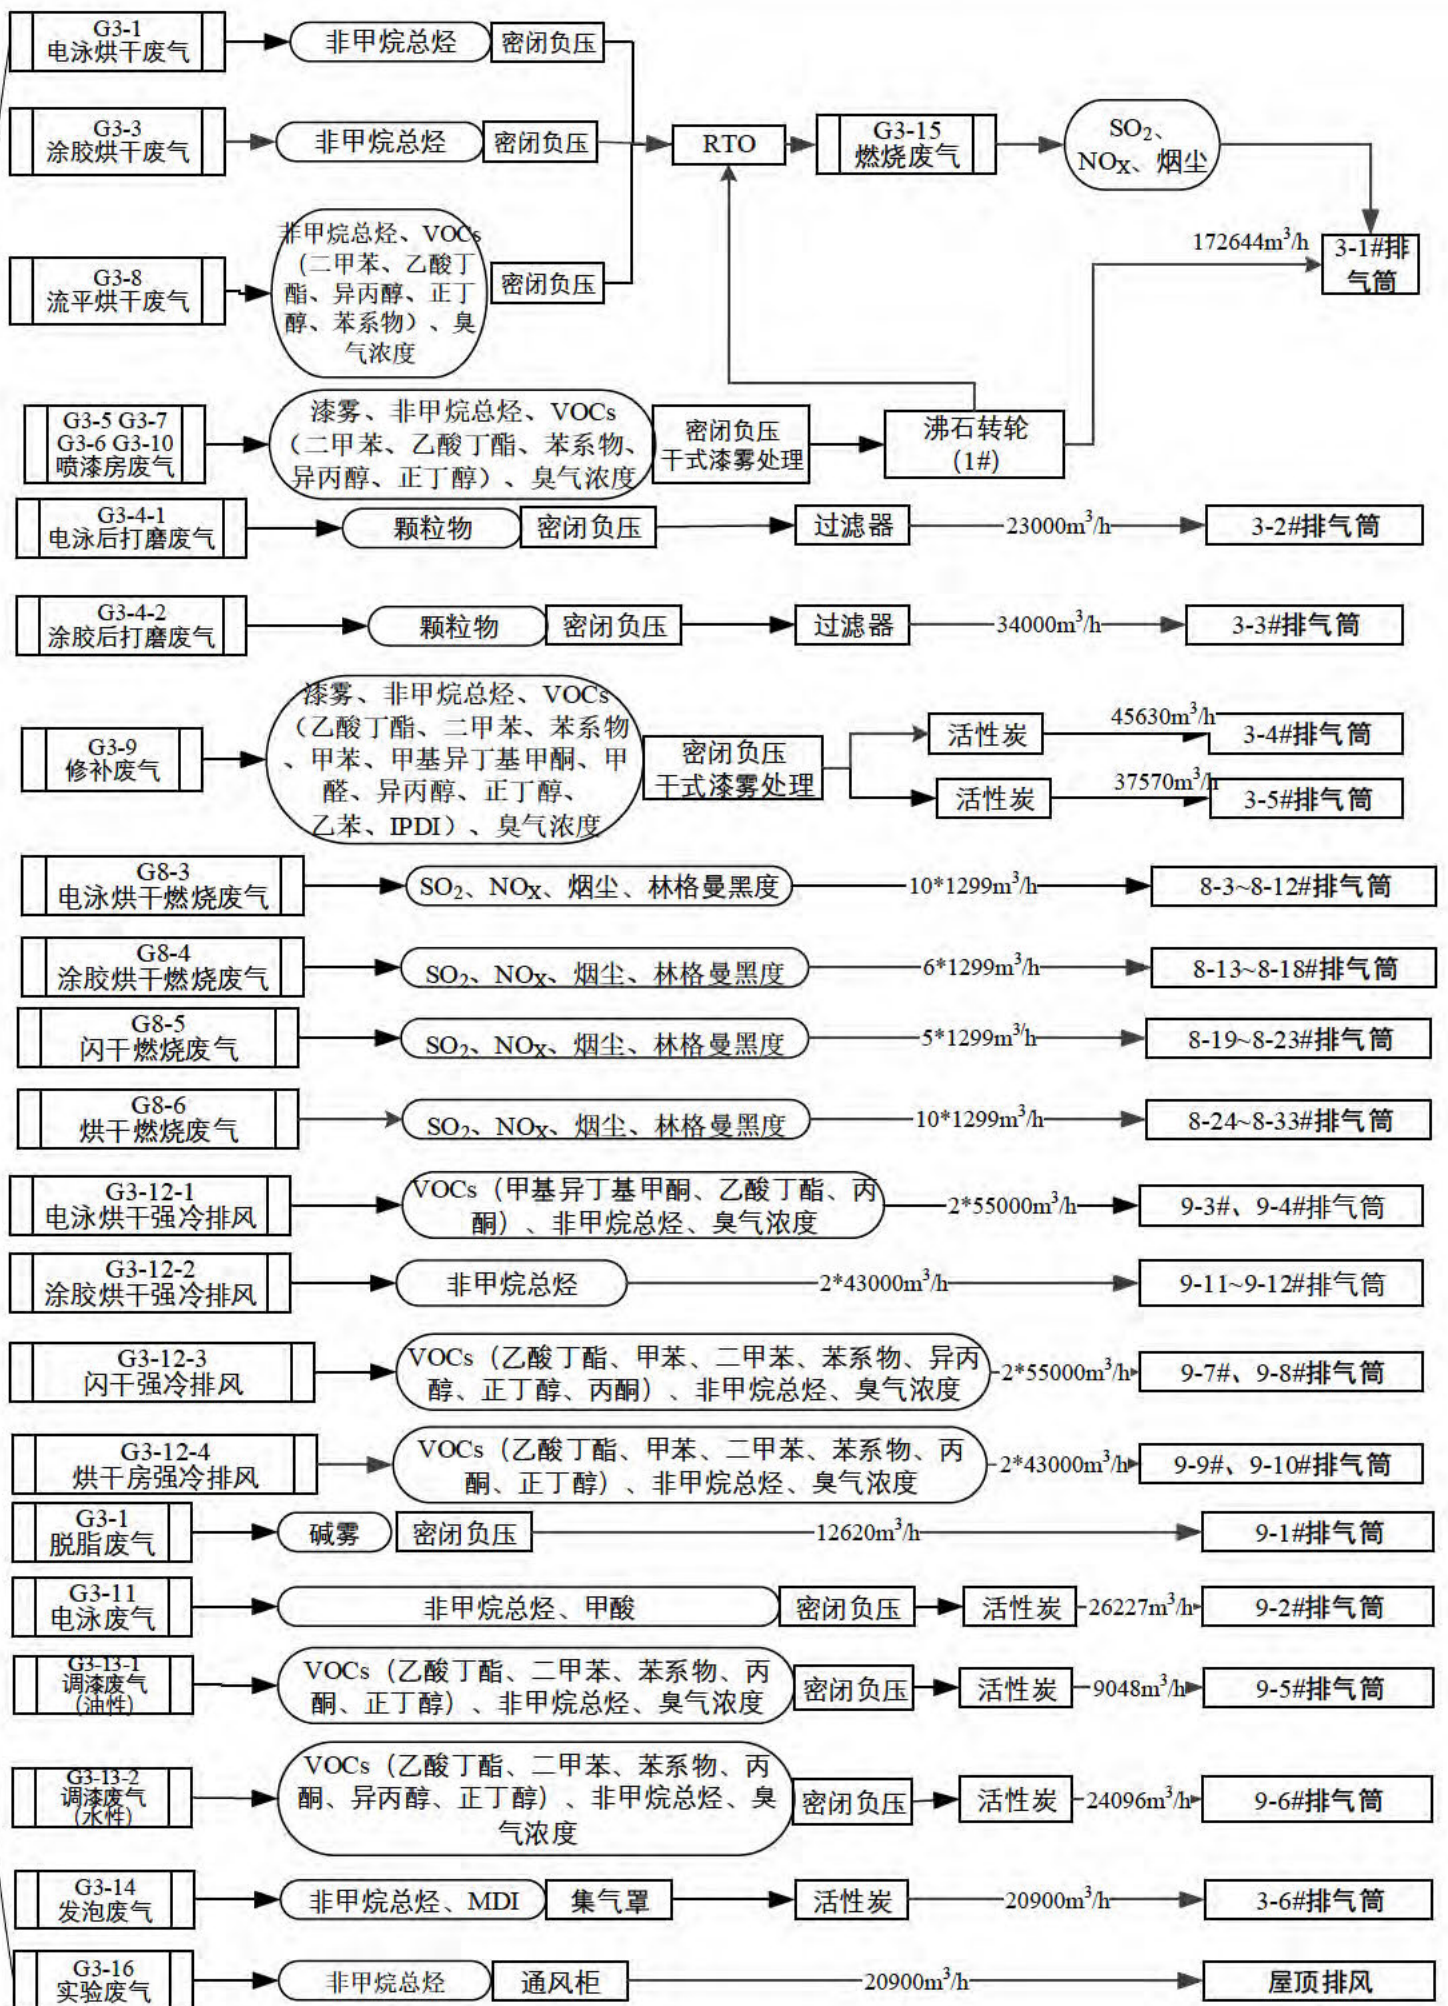 G3-1
电泳烘干废气
非甲烷总烃
密闭负压
G3-3
涂胶烘干废气
非甲烷总烃
密闭负压
RTO
G3-15
燃烧废气
SO₂、
NOX、烟尘
172644m³/h
3-1#排
气筒
G3-8
流平烘干废气
非甲烷总烃、VOCs
（二甲苯、乙酸丁
酯、异丙醇、正丁
醇、苯系物）、臭
气浓度
密闭负压
G3-5 G3-7
G3-6 G3-10
喷漆房废气
漆雾、非甲烷总烃、VOCs
（二甲苯、乙酸丁酯、苯系物、
异丙醇、正丁醇）、臭气浓度
密闭负压
干式漆雾处理
沸石转轮
(1#)
G3-4-1
电泳后打磨废气
颗粒物
密闭负压
过滤器
23000m³/h
3-2#排气筒
G3-4-2
涂胶后打磨废气
颗粒物
密闭负压
过滤器
34000m³/h
3-3#排气筒
G3-9
修补废气
漆雾、非甲烷总烃、VOCs
（乙酸丁酯、二甲苯、苯系物
、甲苯、甲基异丁基甲酮、甲
醛、异丙醇、正丁醇、
乙苯、IPDI）、臭气浓度
密闭负压
干式漆雾处理
活性炭
45630m³/h
3-4#排气筒
活性炭
37570m³/h
3-5#排气筒
G8-3
电泳烘干燃烧废气
SO₂、NOX、烟尘、林格曼黑度
10*1299m³/h
8-3~8-12#排气筒
G8-4
涂胶烘干燃烧废气
SO₂、NOX、烟尘、林格曼黑度
6*1299m³/h
8-13~8-18#排气筒
G8-5
闪干燃烧废气
SO₂、NOX、烟尘、林格曼黑度
5*1299m³/h
8-19~8-23#排气筒
G8-6
烘干燃烧废气
SO₂、NOX、烟尘、林格曼黑度
10*1299m³/h
8-24~8-33#排气筒
G3-12-1
电泳烘干强冷排风
VOCs（甲基异丁基甲酮、乙酸丁酯、丙
酮）、非甲烷总烃、臭气浓度
2*55000m³/h
9-3#、9-4#排气筒
G3-12-2
涂胶烘干强冷排风
非甲烷总烃
2*43000m³/h
9-11~9-12#排气筒
G3-12-3
闪干强冷排风
VOCs（乙酸丁酯、甲苯、二甲苯、苯系物、异丙
醇、正丁醇、丙酮）、非甲烷总烃、臭气浓度
2*55000m³/h
9-7#、9-8#排气筒
G3-12-4
烘干房强冷排风
VOCs（乙酸丁酯、甲苯、二甲苯、苯系物、丙
酮、正丁醇）、非甲烷总烃、臭气浓度
2*43000m³/h
9-9#、9-10#排气筒
G3-1
脱脂废气
碱雾
密闭负压
12620m³/h
9-1#排气筒
G3-11
电泳废气
非甲烷总烃、甲酸
密闭负压
活性炭
26227m³/h
9-2#排气筒
G3-13-1
调漆废气
(油性)
VOCs（乙酸丁酯、二甲苯、苯系物、丙
酮、正丁醇）、非甲烷总烃、臭气浓度
密闭负压
活性炭
9048m³/h
9-5#排气筒
G3-13-2
调漆废气
(水性)
VOCs（乙酸丁酯、二甲苯、苯系物、丙
酮、异丙醇、正丁醇）、非甲烷总烃、臭
气浓度
密闭负压
活性炭
24096m³/h
9-6#排气筒
G3-14
发泡废气
非甲烷总烃、MDI
集气罩
活性炭
20900m³/h
3-6#排气筒
G3-16
实验废气
非甲烷总烃
通风柜
20900m³/h
屋顶排风